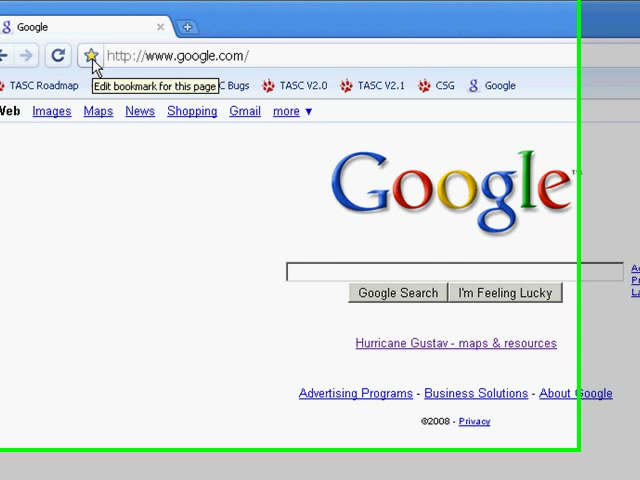 Google
http://www.google.com/
TASC Roadmap Edit bookmark for this page C Bugs TASC V2.0 TASC V2.1 CSG Google
Web Images Maps News Shopping Gmail more ▼
Google™
Google Search I'm Feeling Lucky
Hurricane Gustav - maps & resources
Advertising Programs - Business Solutions - About Google
©2008 - Privacy